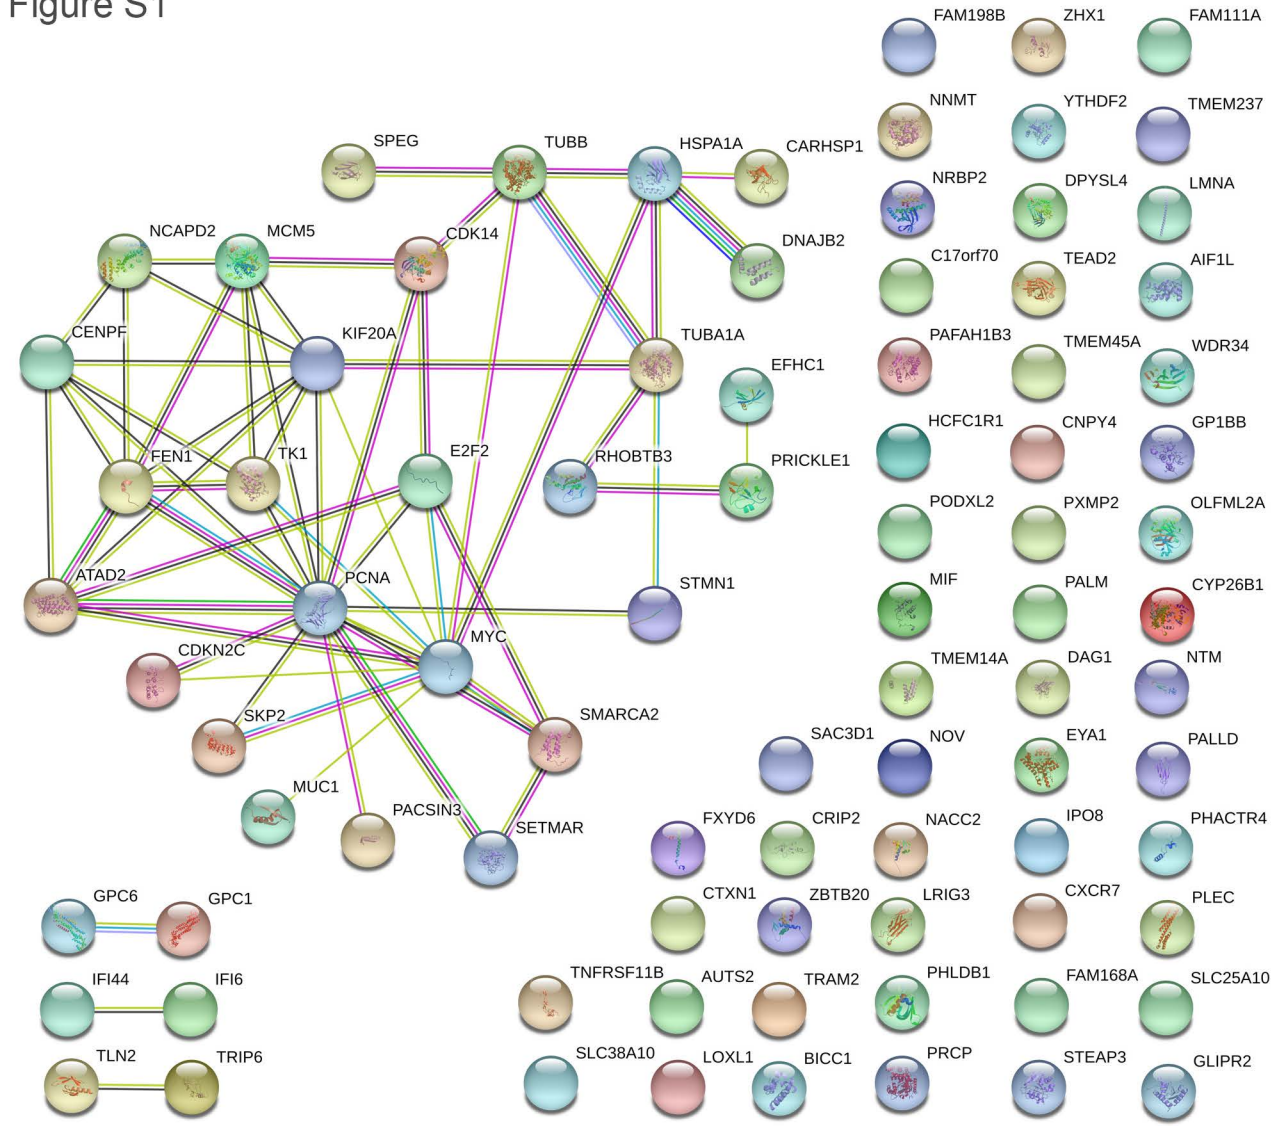 Figure S1
FAM198B
ZHX1
FAM111A
NNMT
YTHDF2
TMEM237
SPEG
TUBB
HSPA1A
CARHSP1
NRBP2
DPYSL4
LMNA
NCAPD2
MCM5
CDK14
DNAJB2
C17orf70
TEAD2
AIF1L
CENPF
KIF20A
TUBA1A
EFHC1
PAFAH1B3
TMEM45A
WDR34
HCFC1R1
CNPY4
GP1BB
FEN1
TK1
E2F2
RHOBTB3
PRICKLE1
PODXL2
PXMP2
OLFML2A
ATAD2
PCNA
STMN1
MIF
PALM
CYP26B1
CDKN2C
MYC
TMEM14A
DAG1
NTM
SKP2
SMARCA2
SAC3D1
NOV
EYA1
PALLD
MUC1
PACSIN3
SETMAR
FXYD6
CRIP2
NACC2
IPO8
PHACTR4
GPC6
GPC1
CTXN1
ZBTB20
LRIG3
CXCR7
PLEC
IFI44
IFI6
TNFRSF11B
AUTS2
TRAM2
PHLDB1
FAM168A
SLC25A10
TLN2
TRIP6
SLC38A10
LOXL1
BICC1
PRCP
STEAP3
GLIPR2